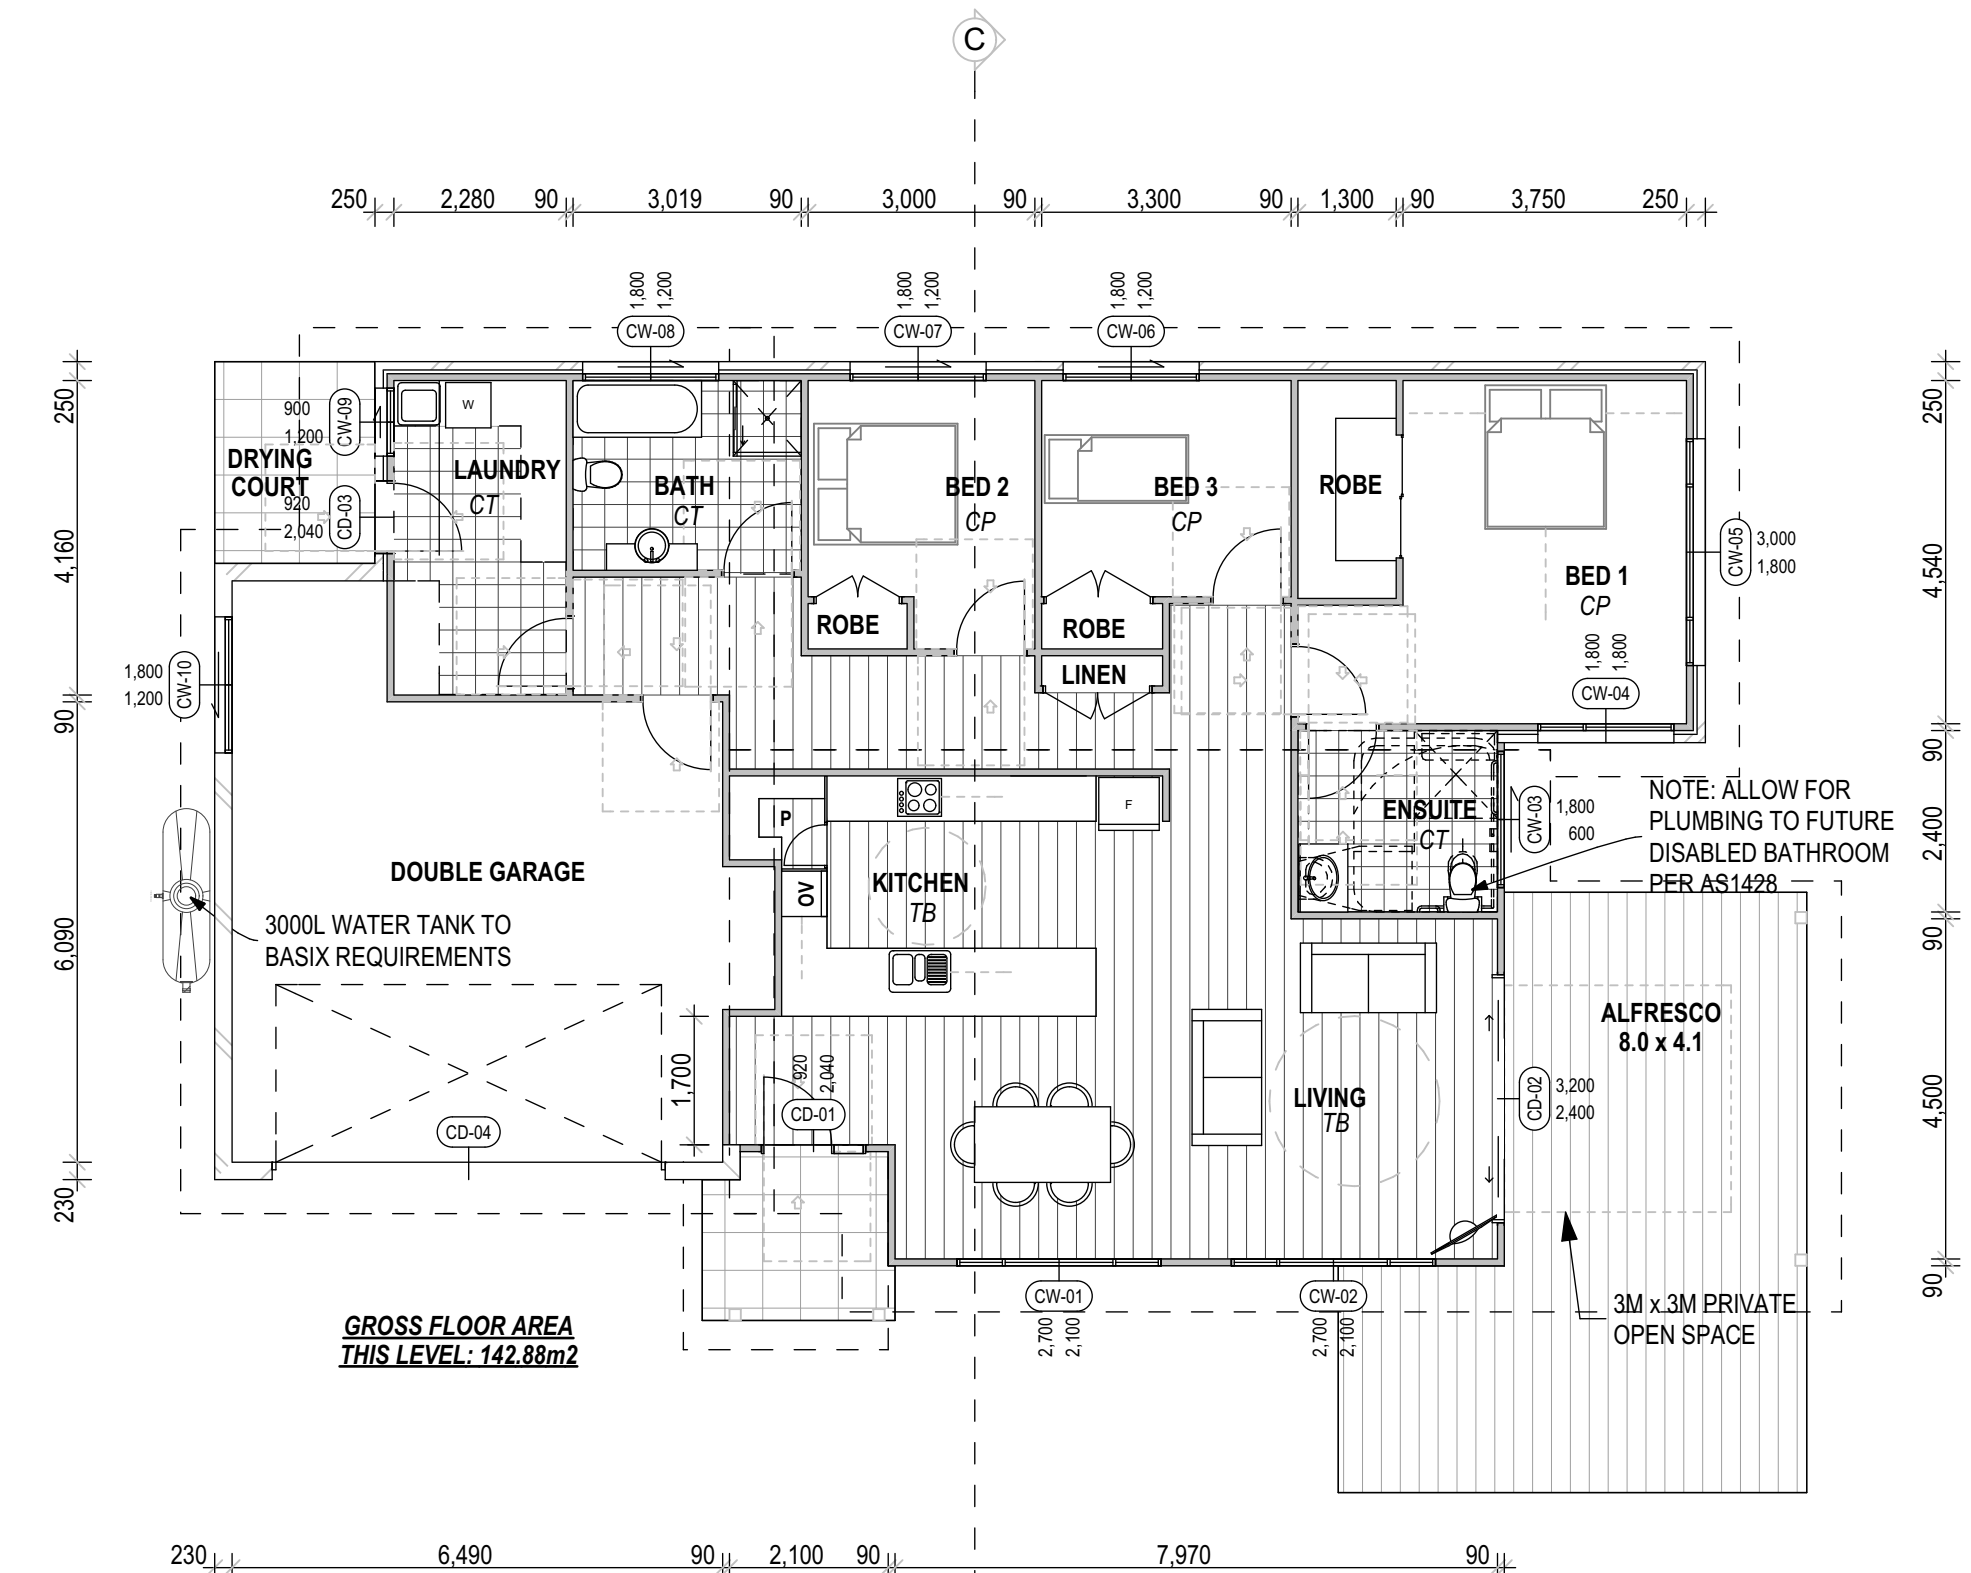 C
250 2,280 90 3,019 90 3,000 90 3,300 90 1,300 90 3,750 250
1,800
1,200
CW-08
1,800
1,200
CW-07
1,800
1,200
CW-06
250
4,160
90
6,090
230
250
4,540
90
2,400
90
4,500
90
900
1,200
CW-09
DRYING
COURT
920
2,040
CD-03
W
LAUNDRY
CT
BATH
CT
BED 2
CP
ROBE
BED 3
CP
ROBE
LINEN
ROBE
BED 1
CP
3,000
1,800
CW-05
1,800
1,800
CW-04
1,800
1,200
CW-10
P
OV
F
KITCHEN
TB
ENSUITE
CT
1,800
600
CW-03
NOTE: ALLOW FOR
PLUMBING TO FUTURE
DISABLED BATHROOM
PER AS1428
DOUBLE GARAGE
3000L WATER TANK TO
BASIX REQUIREMENTS
1,700
CD-04
920
2,040
CD-01
LIVING
TB
ALFRESCO
8.0 x 4.1
3,200
2,400
CD-02
CW-01
2,700
2,100
CW-02
2,700
2,100
3M x 3M PRIVATE
OPEN SPACE
GROSS FLOOR AREA
THIS LEVEL: 142.88m2
230 6,490 90 2,100 90 7,970 90